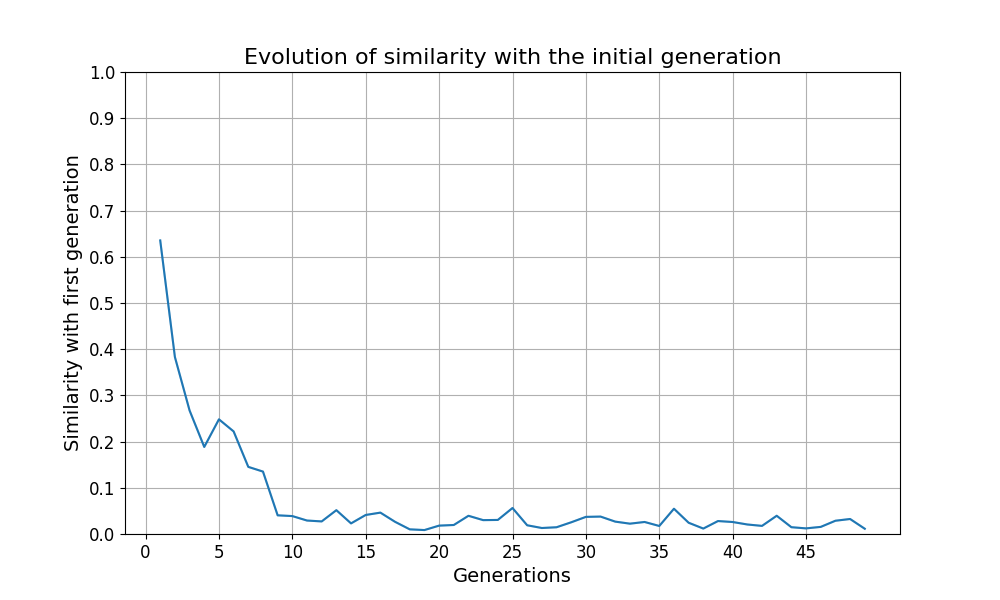 Evolution of similarity with the initial generation
1.0
0.9
0.8
0.7
0.6
0.5
0.4
0.3
0.2
0.1
0.0
Similarity with first generation
0 5 10 15 20 25 30 35 40 45
Generations